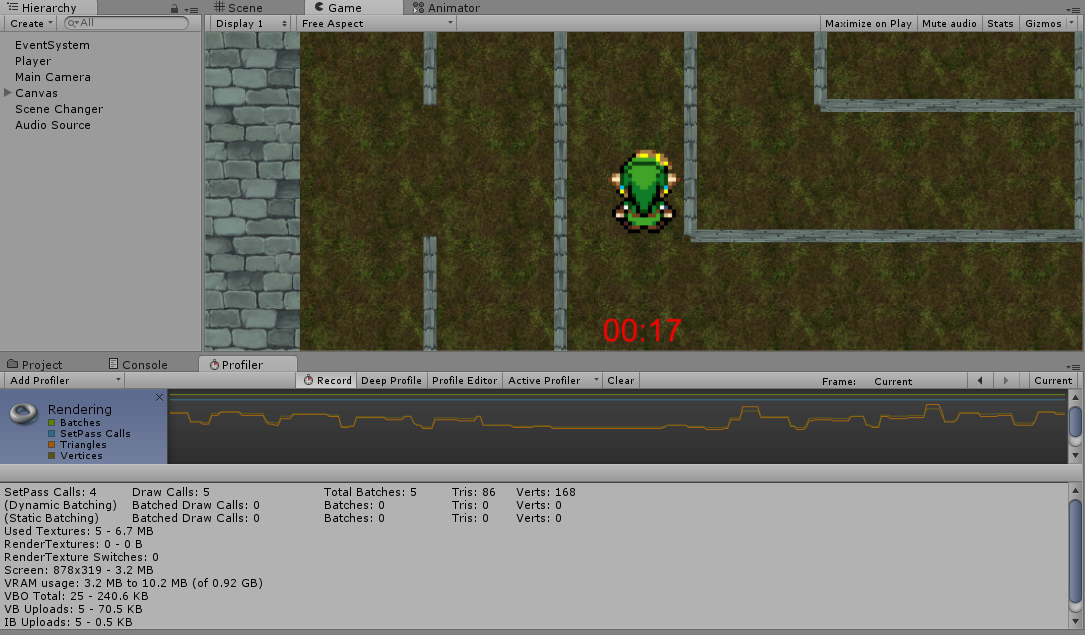 Hierarchy
Create
All
EventSystem
Player
Main Camera
Canvas
Scene Changer
Audio Source
Scene Game Animator
Display 1 Free Aspect Maximize on Play Mute audio Stats Gizmos
00:17
Project Console Profiler
Add Profiler Record Deep Profile Profile Editor Active Profiler Clear Frame: Current Current
Rendering
Batches
SetPass Calls
Triangles
Vertices
SetPass Calls: 4 Draw Calls: 5 Total Batches: 5 Tris: 86 Verts: 168
(Dynamic Batching) Batched Draw Calls: 0 Batches: 0 Tris: 0 Verts: 0
(Static Batching) Batched Draw Calls: 0 Batches: 0 Tris: 0 Verts: 0
Used Textures: 5 - 6.7 MB
RenderTextures: 0 - 0 B
RenderTexture Switches: 0
Screen: 878x319 - 3.2 MB
VRAM usage: 3.2 MB to 10.2 MB (of 0.92 GB)
VBO Total: 25 - 240.6 KB
VB Uploads: 5 - 70.5 KB
IB Uploads: 5 - 0.5 KB